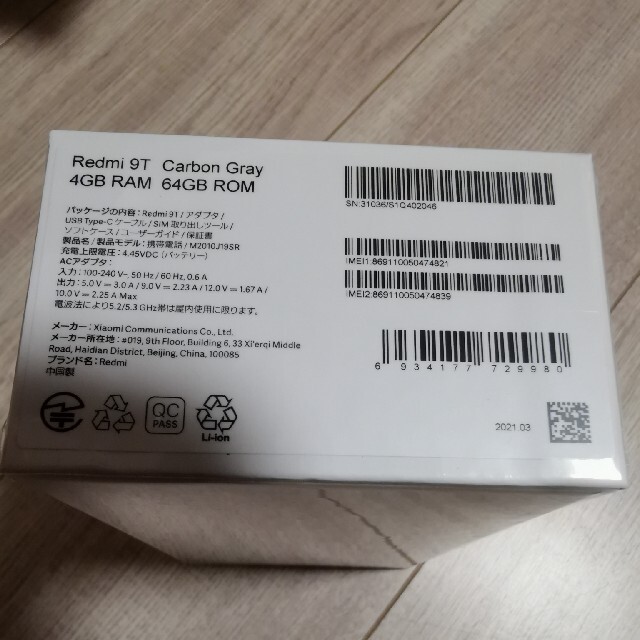 Redmi 9T Carbon Gray
4GB RAM 64GB ROM
パッケージの内容：Redmi 9T / アダプタ /
USB Type-C ケーブル / SIM 取り出しツール /
ソフトケース / ユーザーガイド / 保証書
製品名 / 製品モデル：携帯電話 / M2010J19SR
充電上限電圧：4.45VDC (バッテリー)
ACアダプタ：
入力：100-240 V~, 50 Hz / 60 Hz, 0.6 A
出力：5.0 V ⎓ 3.0 A / 9.0 V ⎓ 2.23 A / 12.0 V ⎓ 1.67 A /
10.0 V ⎓ 2.25 A Max
電波法により5.2/5.3 GHz帯は屋内使用に限ります。
メーカー：Xiaomi Communications Co., Ltd.
メーカー所在地：#019, 9th Floor, Building 6, 33 Xi'erqi Middle
Road, Haidian District, Beijing, China, 100085
ブランド名：Redmi
中国製
QC
PASS
Li-ion
SN:31036/S1Q402046
IMEI1:869110050474821
IMEI2:869110050474839
6 934177 729980
2021.03